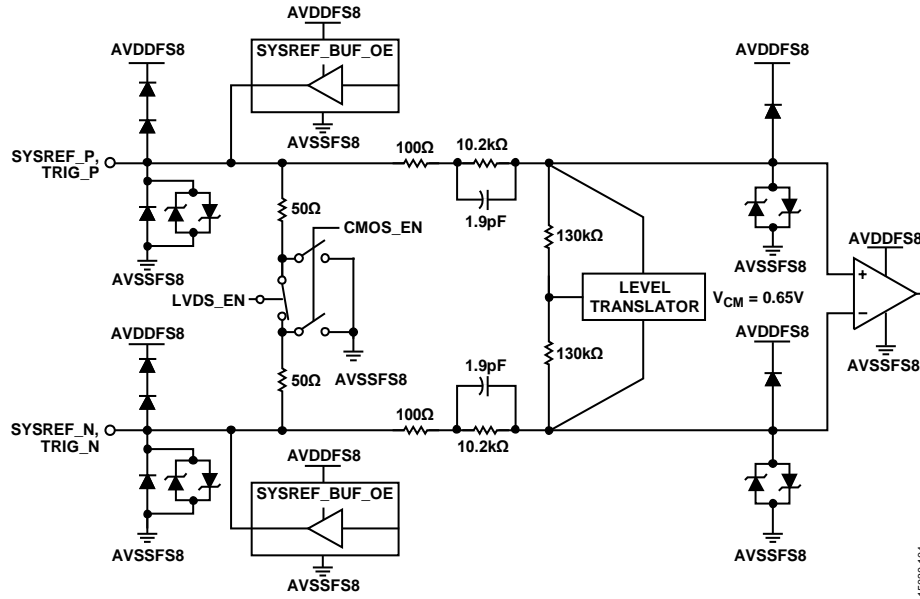 AVDDFS8
AVDDFS8
SYSREF_BUF_OE
AVDDFS8
AVSSFS8
SYSREF_P,
TRIG_P
100Ω
10.2kΩ
1.9pF
50Ω
CMOS_EN
130kΩ
AVSSFS8
AVSSFS8
AVDDFS8
+
LVDS_EN
LEVEL
TRANSLATOR
VCM = 0.65V
−
AVDDFS8
AVDDFS8
130kΩ
AVSSFS8
AVSSFS8
50Ω
1.9pF
100Ω
10.2kΩ
SYSREF_N,
TRIG_N
AVDDFS8
SYSREF_BUF_OE
AVSSFS8
AVSSFS8
AVSSFS8